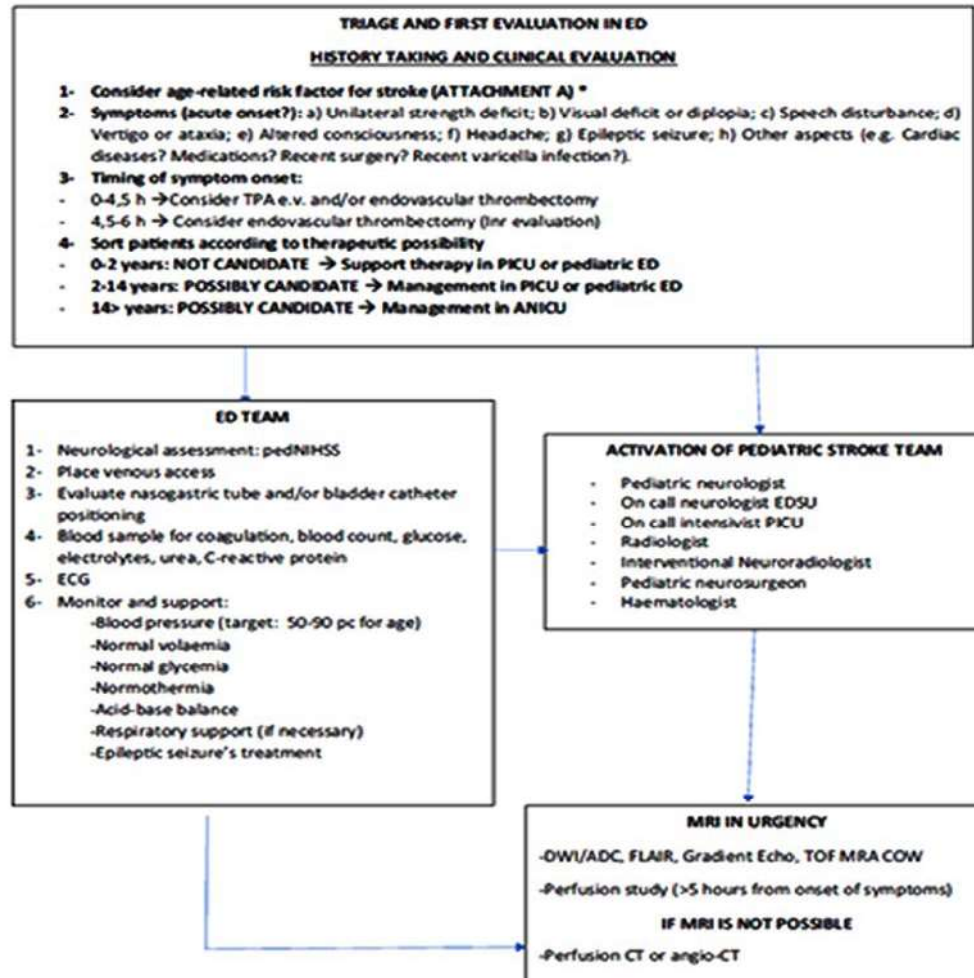 TRIAGE AND FIRST EVALUATION IN ED
HISTORY TAKING AND CLINICAL EVALUATION
1- Consider age-related risk factor for stroke (ATTACHMENT A) *
2- Symptoms (acute onset?): a) Unilateral strength deficit; b) Visual deficit or diplopia; c) Speech disturbance; d)
Vertigo or ataxia; e) Altered consciousness; f) Headache; g) Epileptic seizure; h) Other aspects (e.g. Cardiac
diseases? Medications? Recent surgery? Recent varicella infection?).
3- Timing of symptom onset:
- 0-4,5 h →Consider TPA e.v. and/or endovascular thrombectomy
- 4,5-6 h → Consider endovascular thrombectomy (Inr evaluation)
4- Sort patients according to therapeutic possibility
- 0-2 years: NOT CANDIDATE → Support therapy in PICU or pediatric ED
- 2-14 years: POSSIBLY CANDIDATE → Management in PICU or pediatric ED
- 14> years: POSSIBLY CANDIDATE → Management in ANICU
ED TEAM
1- Neurological assessment: pedNIHSS
2- Place venous access
3- Evaluate nasogastric tube and/or bladder catheter
positioning
4- Blood sample for coagulation, blood count, glucose,
electrolytes, urea, C-reactive protein
5- ECG
6- Monitor and support:
-Blood pressure (target: 50-90 pc for age)
-Normal volaemia
-Normal glycemia
-Normothermia
-Acid-base balance
-Respiratory support (if necessary)
-Epileptic seizure's treatment
ACTIVATION OF PEDIATRIC STROKE TEAM
- Pediatric neurologist
- On call neurologist EDSU
- On call intensivist PICU
- Radiologist
- Interventional Neuroradiologist
- Pediatric neurosurgeon
- Haematologist
MRI IN URGENCY
-DWI/ADC, FLAIR, Gradient Echo, TOF MRA COW
-Perfusion study (>5 hours from onset of symptoms)
IF MRI IS NOT POSSIBLE
-Perfusion CT or angio-CT